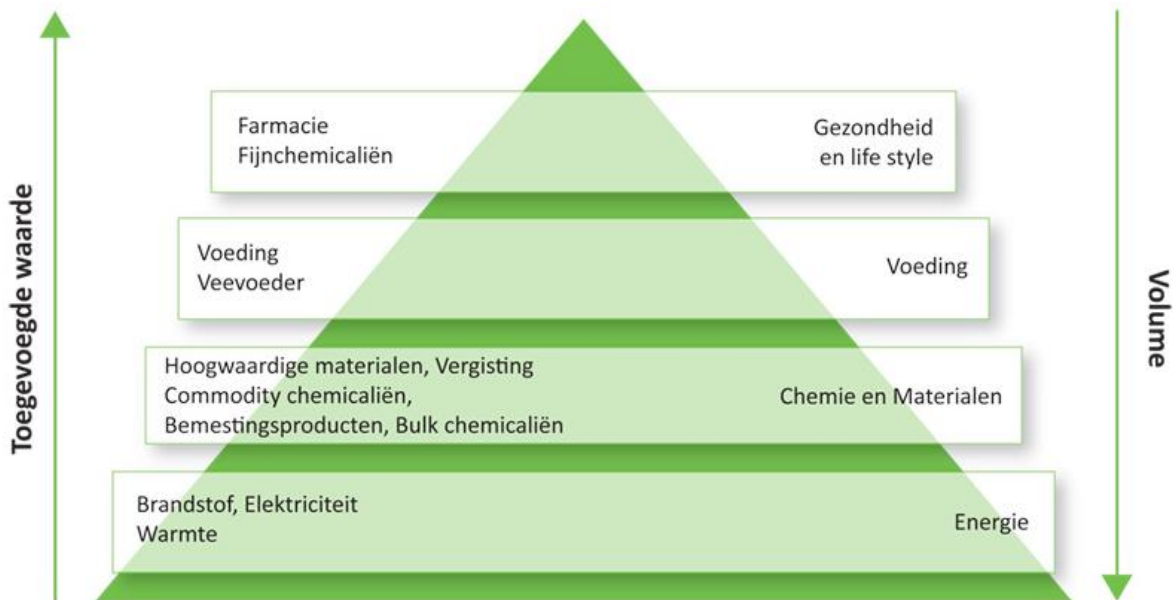 Toegevoegde waarde
Farmacie
Fijnchemicaliën
Gezondheid
en life style
Voeding
Veevoeder
Voeding
Hoogwaardige materialen, Vergisting
Commodity chemicaliën,
Bemestingsproducten, Bulk chemicaliën
Chemie en Materialen
Brandstof, Elektriciteit
Warmte
Energie
Volume